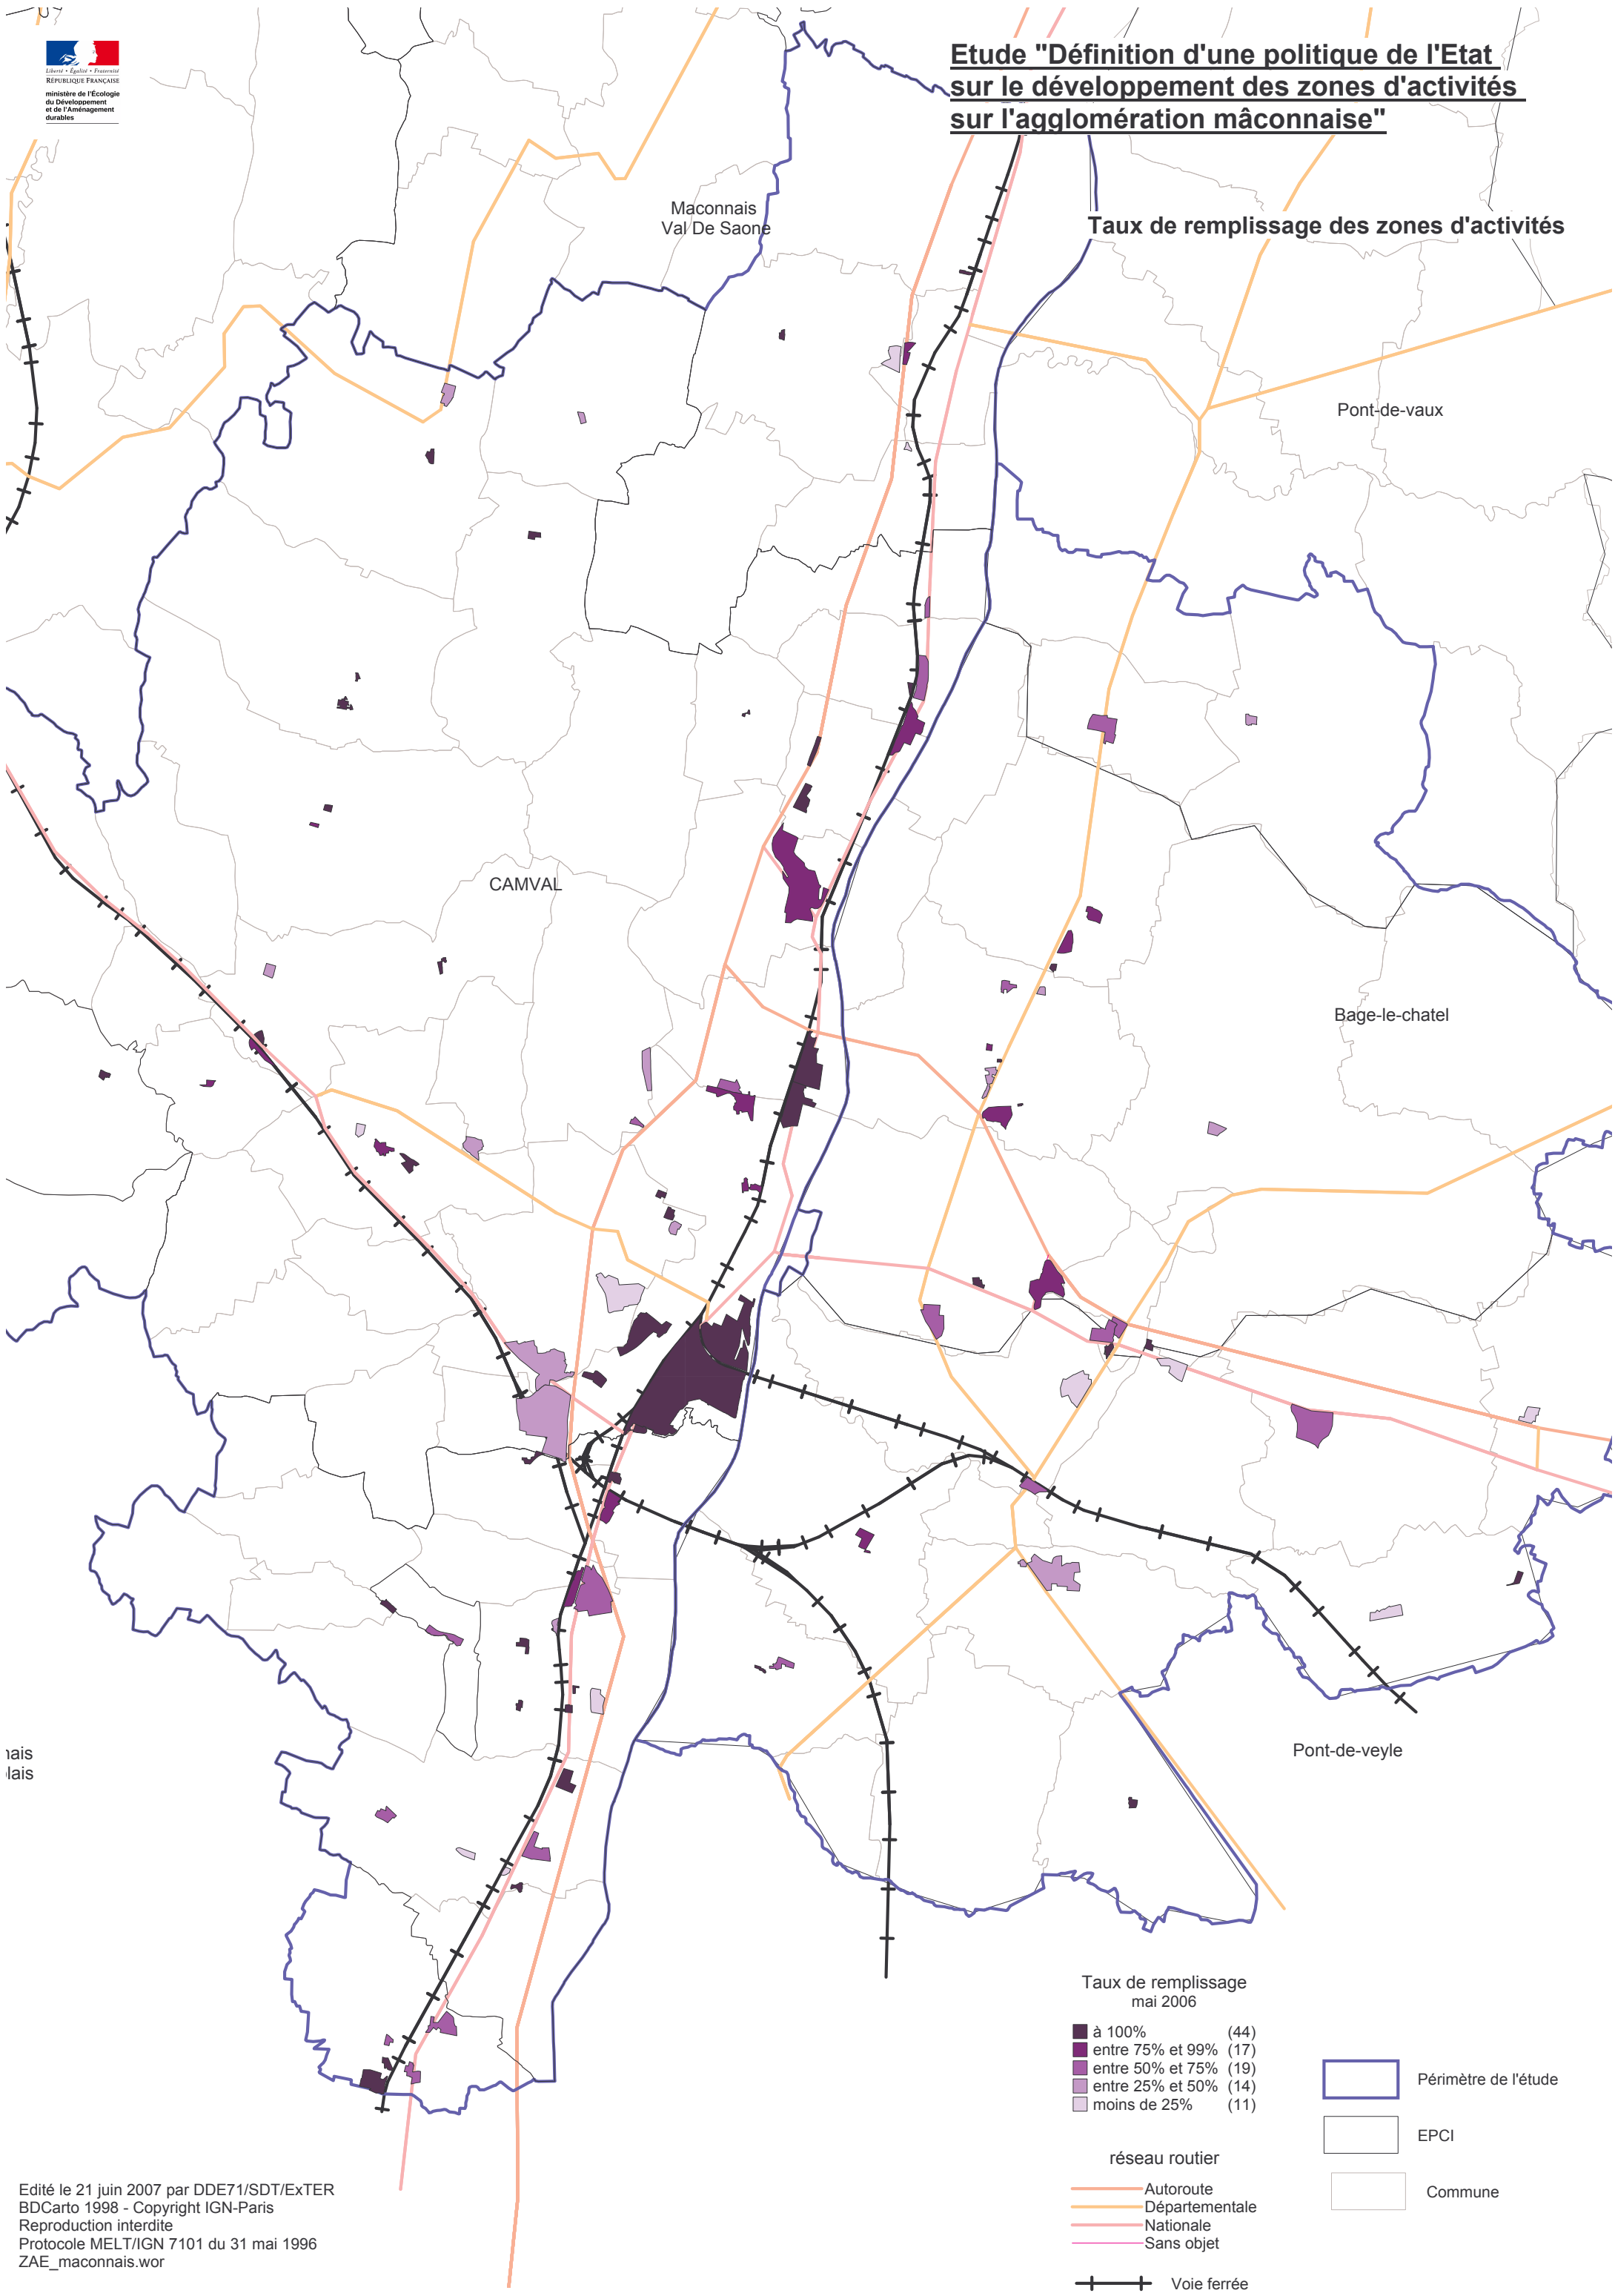 Liberté • Égalité • Fraternité
RÉPUBLIQUE FRANÇAISE
ministère de l'Écologie
du Développement
et de l'Aménagement
durables
Etude "Définition d'une politique de l'Etat
sur le développement des zones d'activités
sur l'agglomération mâconnaise"
Taux de remplissage des zones d'activités
Maconnais
Val De Saone
Pont-de-vaux
CAMVAL
Bage-le-chatel
nais
lais
Pont-de-veyle
Taux de remplissage
mai 2006
à 100% (44)
entre 75% et 99% (17)
entre 50% et 75% (19)
entre 25% et 50% (14)
moins de 25% (11)
réseau routier
Autoroute
Départementale
Nationale
Sans objet
Voie ferrée
Périmètre de l'étude
EPCI
Commune
Edité le 21 juin 2007 par DDE71/SDT/ExTER
BDCarto 1998 - Copyright IGN-Paris
Reproduction interdite
Protocole MELT/IGN 7101 du 31 mai 1996
ZAE_maconnais.wor